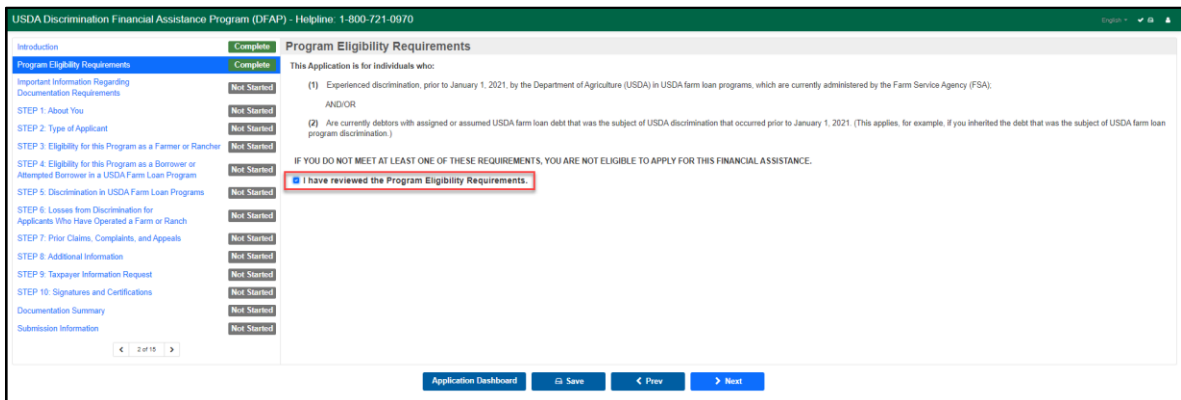 USDA Discrimination Financial Assistance Program (DFAP) - Helpline: 1-800-721-0970
English
Introduction
Complete
Program Eligibility Requirements
Complete
Important Information Regarding
Documentation Requirements
Not Started
STEP 1: About You
Not Started
STEP 2: Type of Applicant
Not Started
STEP 3: Eligibility for this Program as a Farmer or Rancher
Not Started
STEP 4: Eligibility for this Program as a Borrower or
Attempted Borrower in a USDA Farm Loan Program
Not Started
STEP 5: Discrimination in USDA Farm Loan Programs
Not Started
STEP 6: Losses from Discrimination for
Applicants Who Have Operated a Farm or Ranch
Not Started
STEP 7: Prior Claims, Complaints, and Appeals
Not Started
STEP 8: Additional Information
Not Started
STEP 9: Taxpayer Information Request
Not Started
STEP 10: Signatures and Certifications
Not Started
Documentation Summary
Not Started
Submission Information
Not Started
2 of 15
Program Eligibility Requirements
This Application is for individuals who:
(1) Experienced discrimination, prior to January 1, 2021, by the Department of Agriculture (USDA) in USDA farm loan programs, which are currently administered by the Farm Service Agency (FSA);
AND/OR
(2) Are currently debtors with assigned or assumed USDA farm loan debt that was the subject of USDA discrimination that occurred prior to January 1, 2021. (This applies, for example, if you inherited the debt that was the subject of USDA farm loan
program discrimination.)
IF YOU DO NOT MEET AT LEAST ONE OF THESE REQUIREMENTS, YOU ARE NOT ELIGIBLE TO APPLY FOR THIS FINANCIAL ASSISTANCE.
I have reviewed the Program Eligibility Requirements.
Application Dashboard
Save
Prev
Next